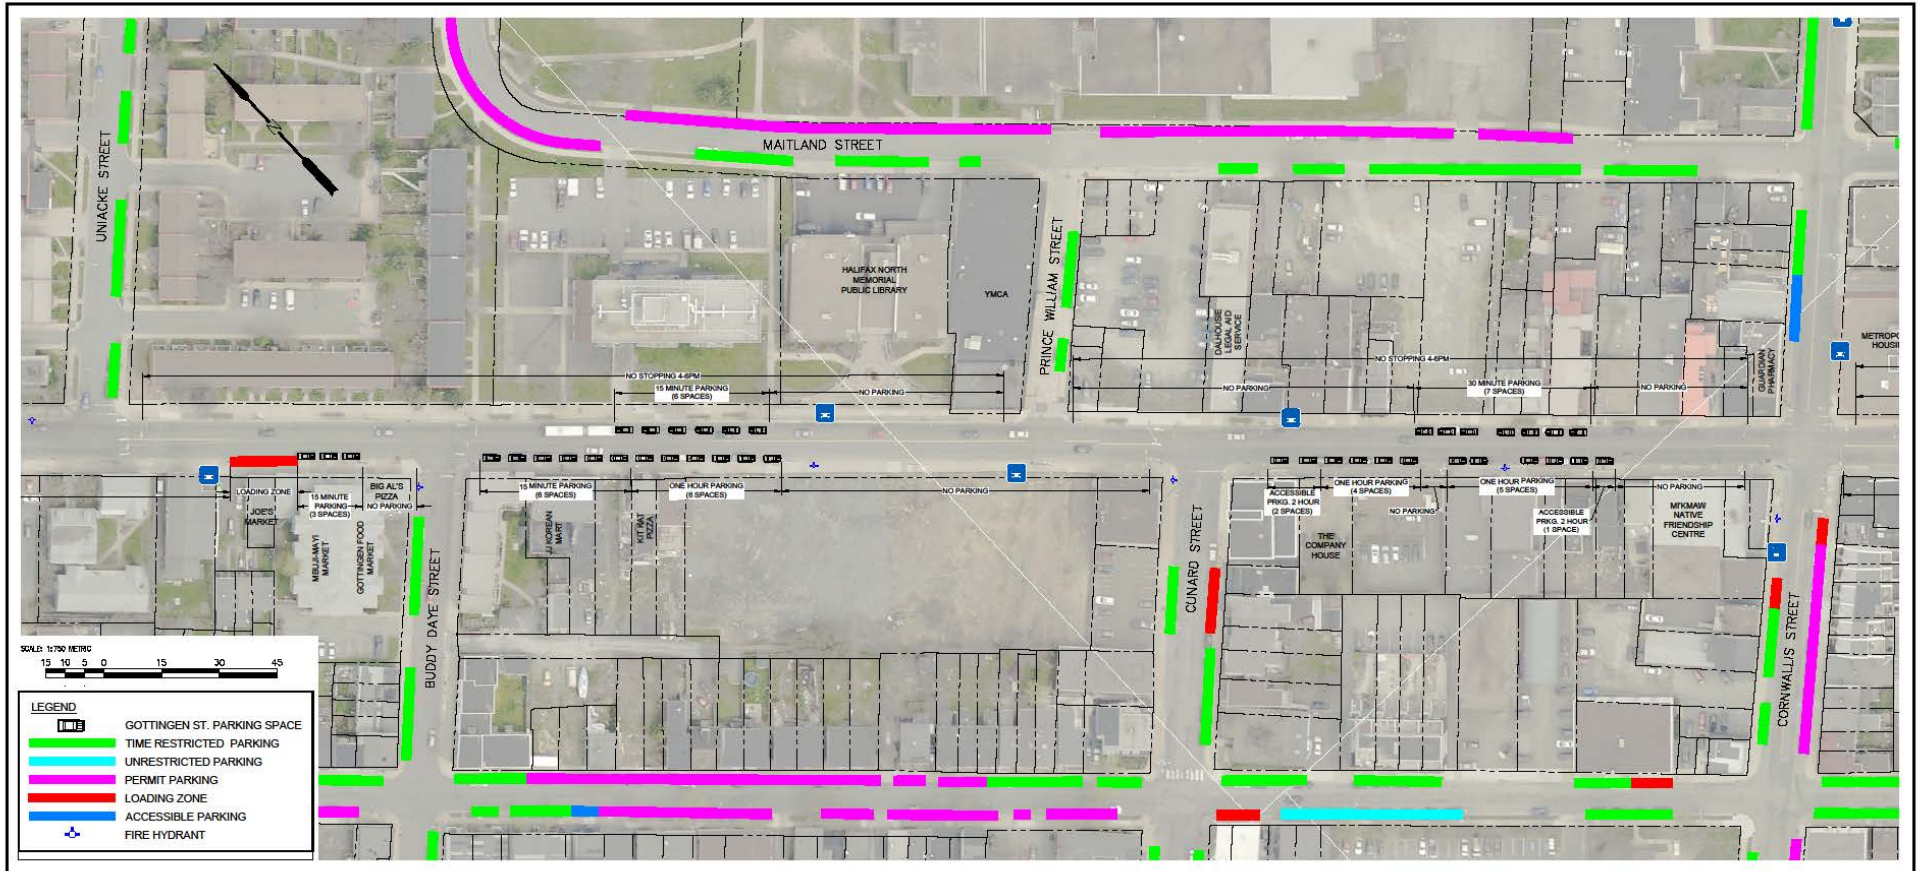 UNIACKE STREET
MAITLAND STREET
HALIFAX NORTH
MEMORIAL
PUBLIC LIBRARY
YMCA
PRINCE WILLIAM STREET
DALHOUSE
LEGAL AID
SERVICE
GUARDIAN
PHARMACY
METROPO
HOUSI
NO STOPPING 4-6PM
15 MINUTE PARKING
(6 SPACES)
NO PARKING
NO STOPPING 4-6PM
NO PARKING
30 MINUTE PARKING
(7 SPACES)
NO PARKING
LOADING ZONE
JOE'S
MARKET
15 MINUTE
PARKING
(3 SPACES)
BIG AL'S
PIZZA
NO PARKING
MBUJI-MAYI
MARKET
GOTTINGEN FOOD
MARKET
BUDDY DAYE STREET
15 MINUTE PARKING
(6 SPACES)
ONE HOUR PARKING
(6 SPACES)
NO PARKING
JJ KOREAN
MART
KIT KAT
PIZZA
CUNARD STREET
ACCESSIBLE
PRKG. 2 HOUR
(2 SPACES)
ONE HOUR PARKING
(4 SPACES)
NO PARKING
ONE HOUR PARKING
(5 SPACES)
ACCESSIBLE
PRKG. 2 HOUR
(1 SPACE)
NO PARKING
THE
COMPANY
HOUSE
MI'KMAW
NATIVE
FRIENDSHIP
CENTRE
CORNWALLIS STREET
SCALE: 1:750 METRIC
15 10 5 0 15 30 45
LEGEND
GOTTINGEN ST. PARKING SPACE
TIME RESTRICTED PARKING
UNRESTRICTED PARKING
PERMIT PARKING
LOADING ZONE
ACCESSIBLE PARKING
FIRE HYDRANT